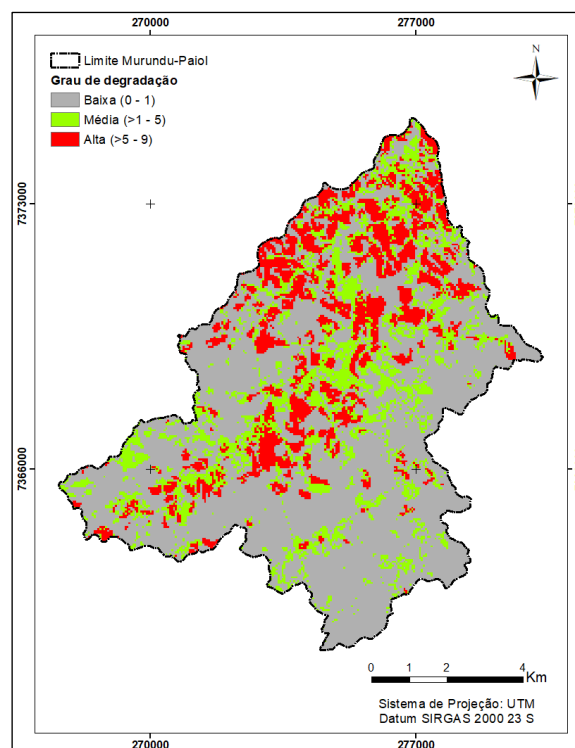 270000 277000
Limite Murundu-Paiol
Grau de degradação
Baixa (0 - 1)
Média (>1 - 5)
Alta (>5 - 9)
N
7373000
7366000
0 1 2 4
Km
Sistema de Projeção: UTM
Datum SIRGAS 2000 23 S
270000 277000